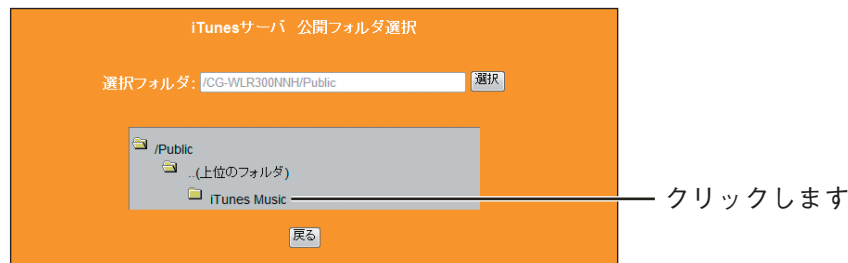 iTunesサーバ 公開フォルダ選択
選択フォルダ: /CG-WLR300NNH/Public 選択
/Public
..(上位のフォルダ)
iTunes Music クリックします
戻る